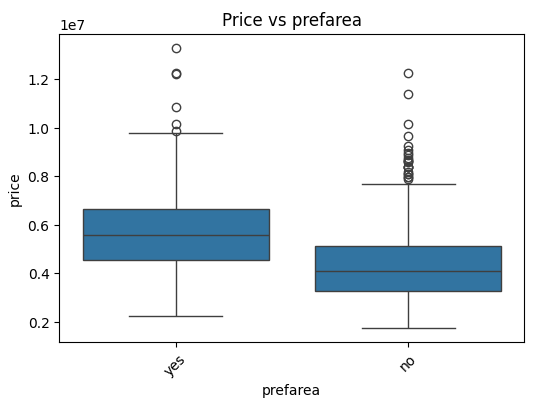 Price vs prefarea
1e7
1.2
1.0
0.8
0.6
0.4
0.2
price
yes
no
prefarea